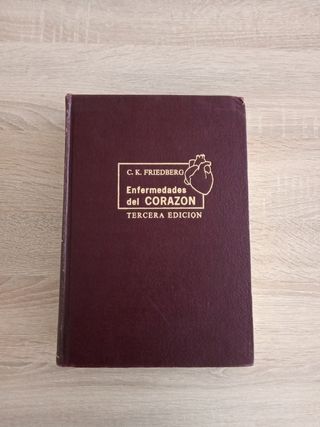 C. K. FRIEDBERG
Enfermedades
del CORAZON
TERCERA EDICION